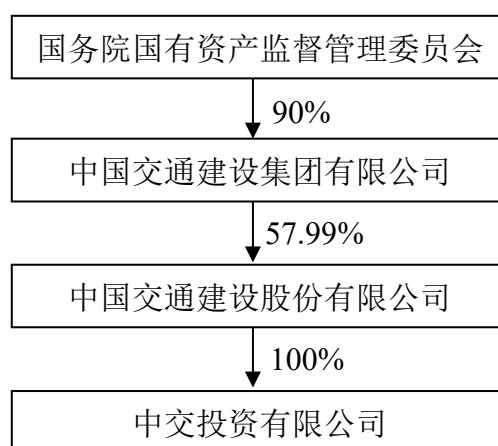 国务院国有资产监督管理委员会
90%
中国交通建设集团有限公司
57.99%
中国交通建设股份有限公司
100%
中交投资有限公司